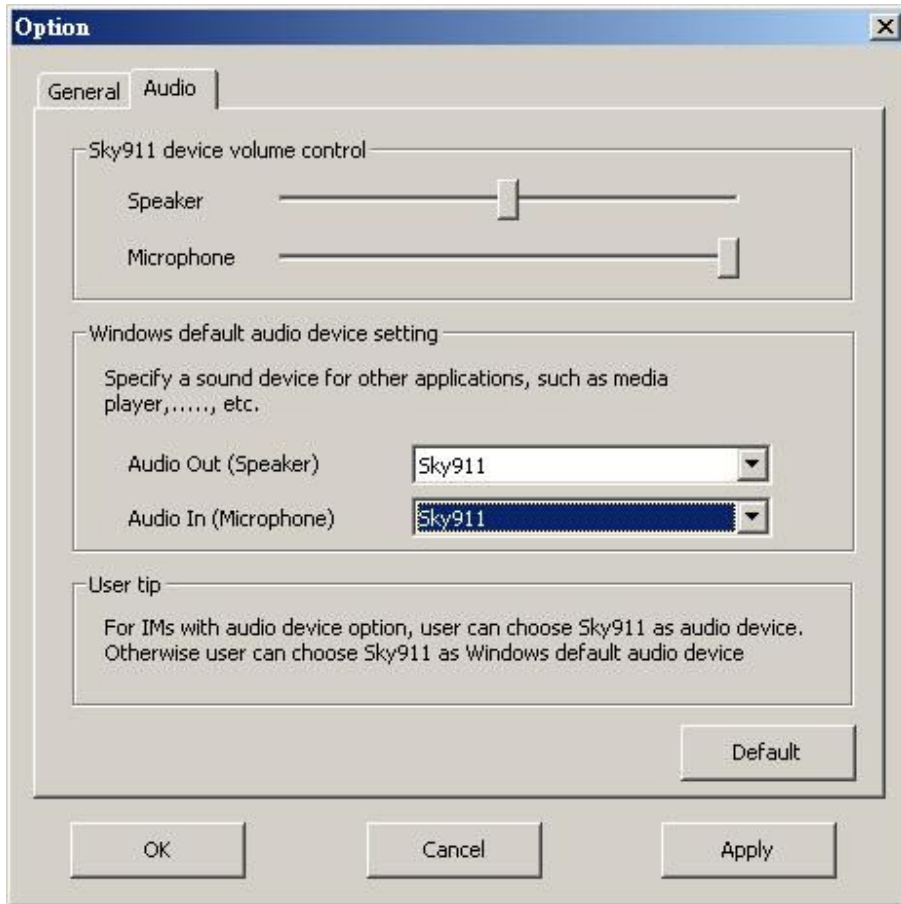 Option
General
Audio
Sky911 device volume control
Speaker
Microphone
Windows default audio device setting
Specify a sound device for other applications, such as media
player,....., etc.
Audio Out (Speaker)
Sky911
Audio In (Microphone)
Sky911
User tip
For IMs with audio device option, user can choose Sky911 as audio device.
Otherwise user can choose Sky911 as Windows default audio device
Default
OK
Cancel
Apply